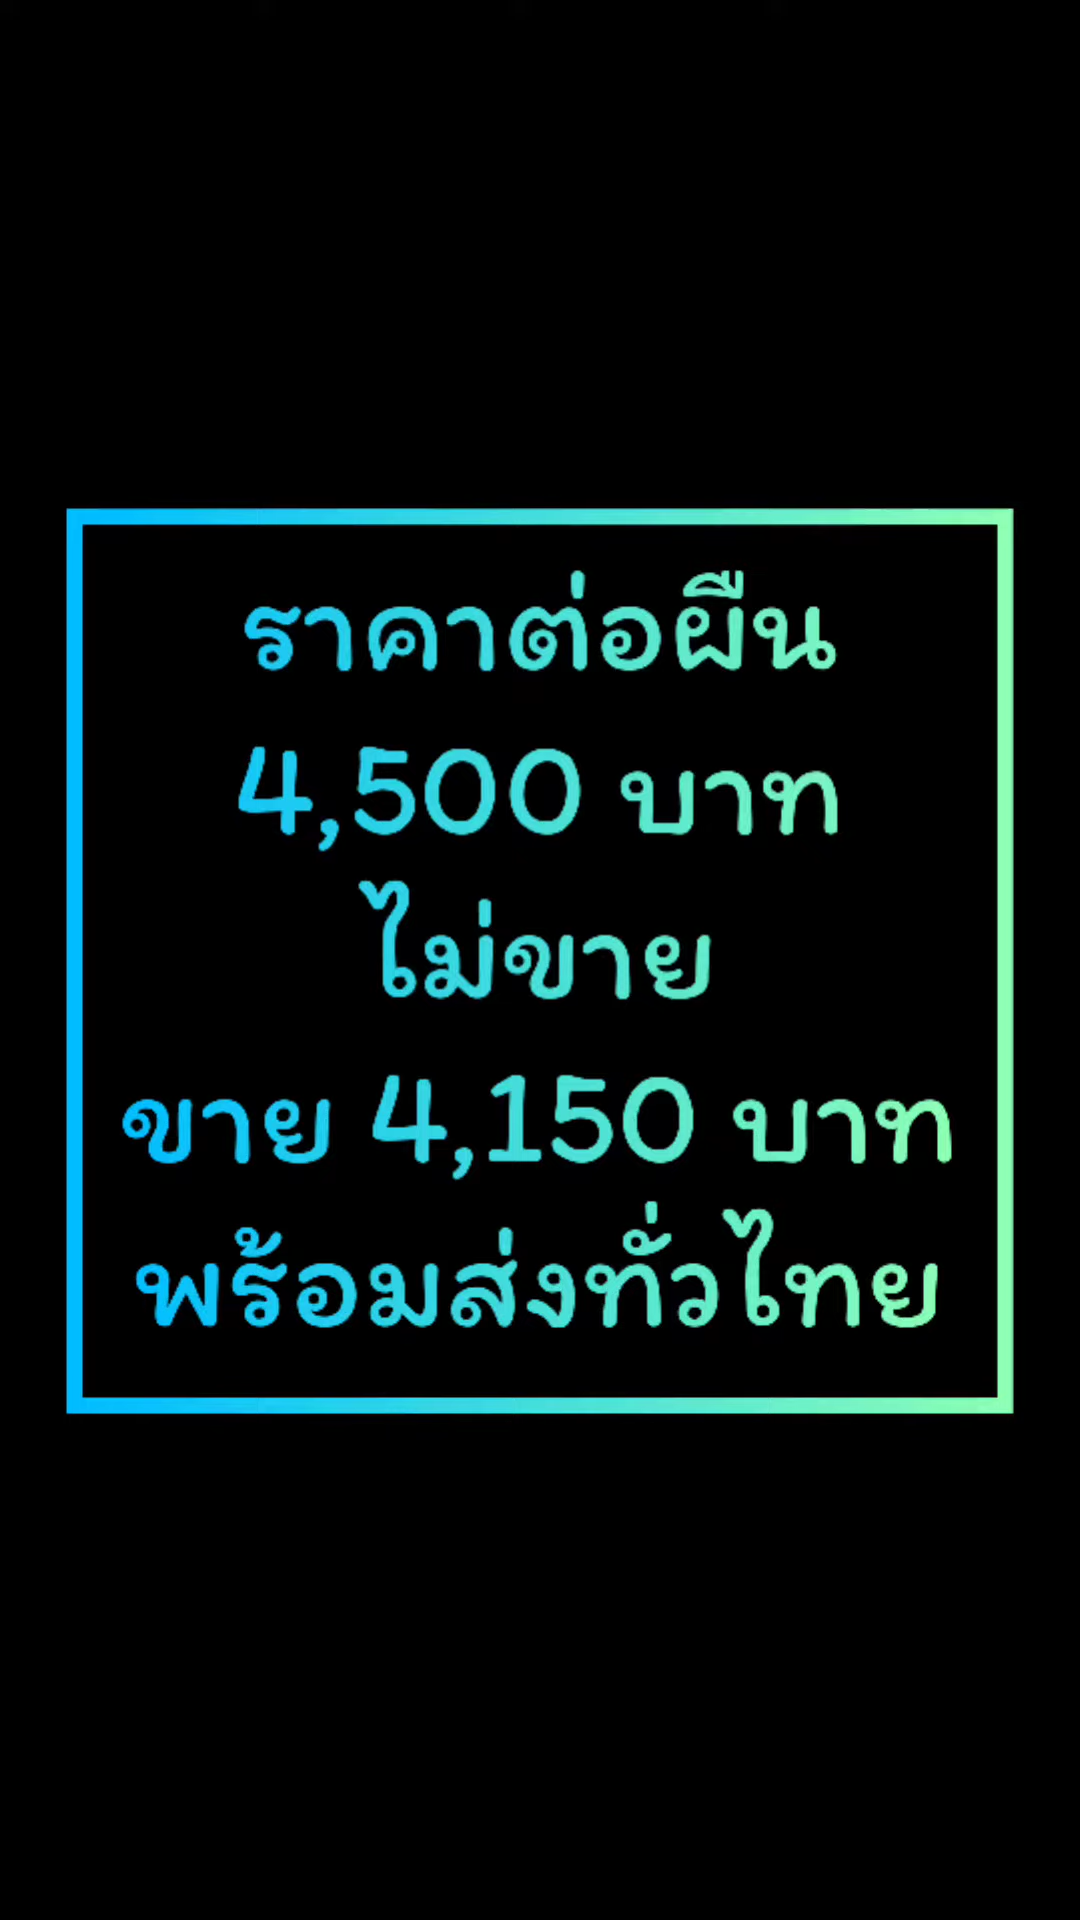 ราคาต่อผืน
4,500 บาท
ไม่ขาย
ขาย 4,150 บาท
พร้อมส่งทั่วไทย